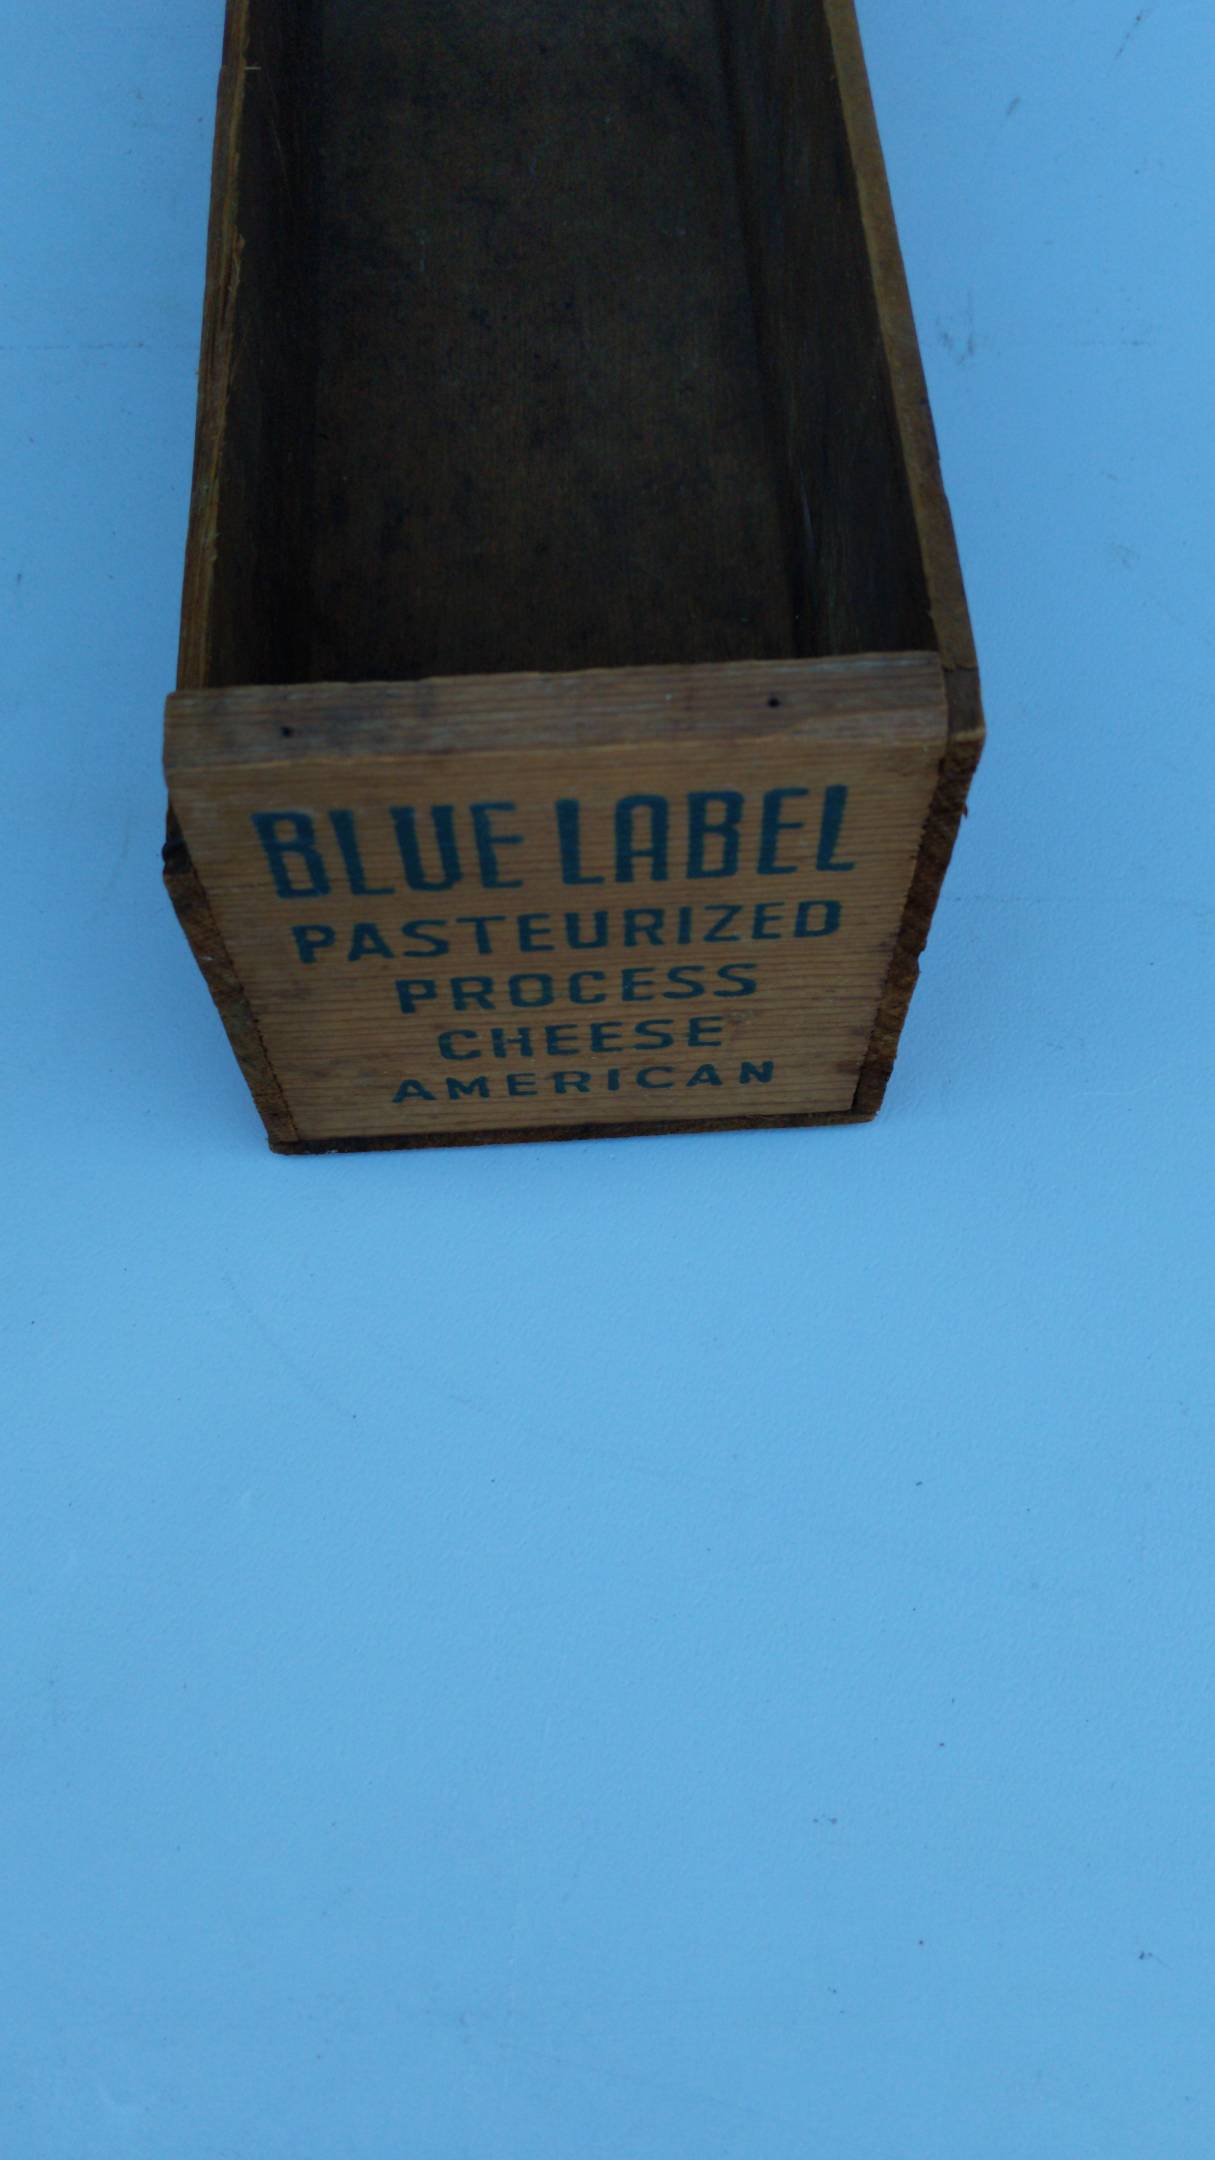 BLUE LABEL
PASTEURIZED
PROCESS
CHEESE
AMERICAN